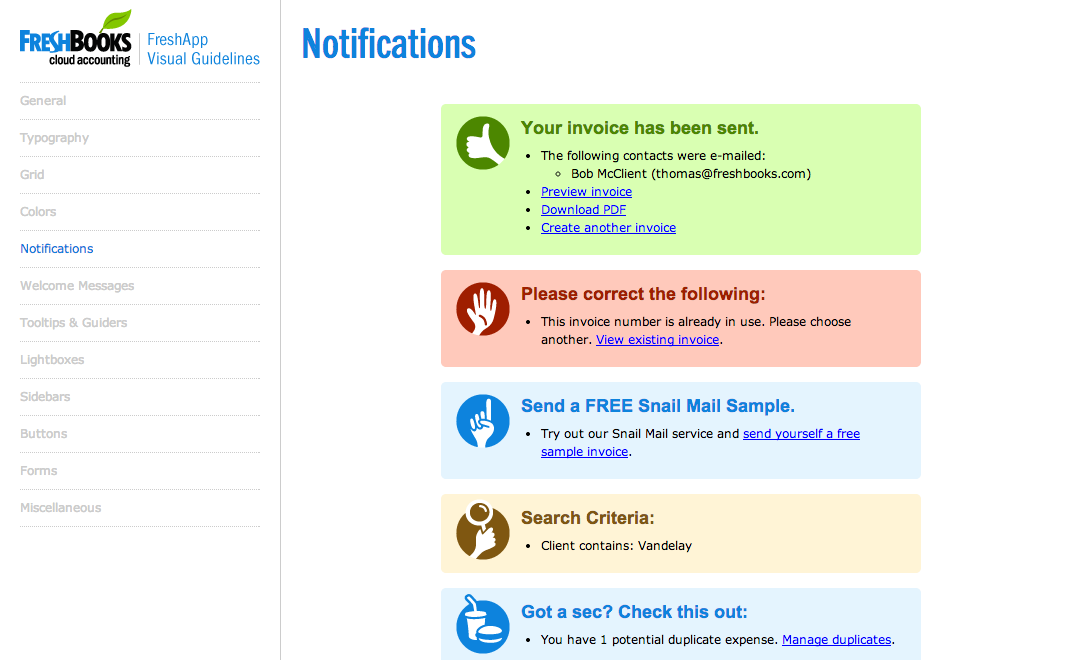 FRESHBOOKS
cloud accounting
FreshApp
Visual Guidelines
General
Typography
Grid
Colors
Notifications
Welcome Messages
Tooltips & Guiders
Lightboxes
Sidebars
Buttons
Forms
Miscellaneous
Notifications
Your invoice has been sent.
The following contacts were e-mailed:
Bob McClient (thomas@freshbooks.com)
Preview invoice
Download PDF
Create another invoice
Please correct the following:
This invoice number is already in use. Please choose
another. View existing invoice.
Send a FREE Snail Mail Sample.
Try out our Snail Mail service and send yourself a free
sample invoice.
Search Criteria:
Client contains: Vandelay
Got a sec? Check this out:
You have 1 potential duplicate expense. Manage duplicates.